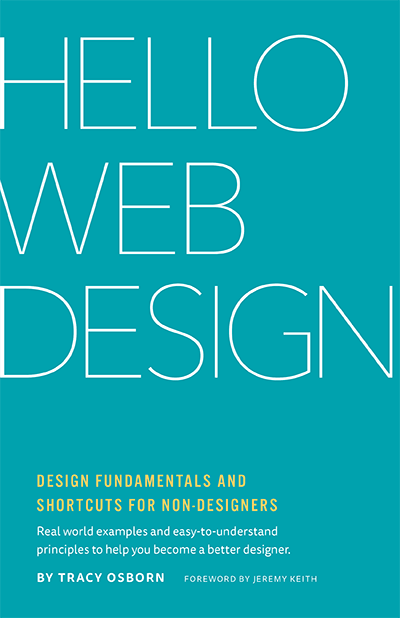 HELLO
WEB
DESIGN
DESIGN FUNDAMENTALS AND
SHORTCUTS FOR NON-DESIGNERS
Real world examples and easy-to-understand
principles to help you become a better designer.
BY TRACY OSBORN FOREWORD BY JEREMY KEITH